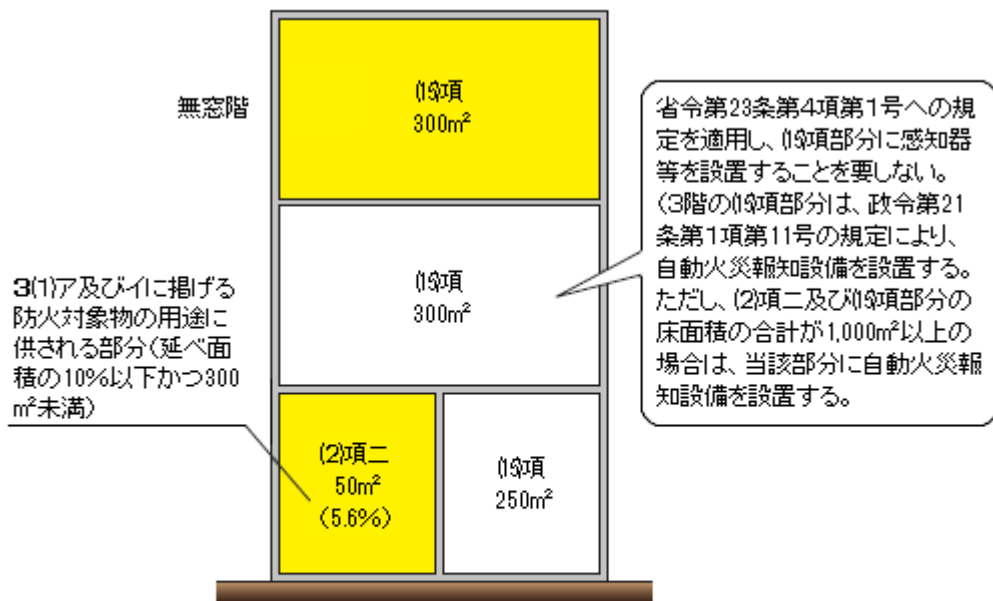 無窓階
⒂項
300m²
⒂項
300m²
(2)項ニ
50m²
(5.6%)
⒂項
250m²
3(1)ア及びイに掲げる
防火対象物の用途に
供される部分(延べ面
積の10%以下かつ300
m²未満)
省令第23条第4項第1号への規
定を適用し、⒂項部分に感知器
等を設置することを要しない。
(3階の⒂項部分は、政令第21
条第1項第11号の規定により、
自動火災報知設備を設置する。
ただし、(2)項ニ及び⒂項部分の
床面積の合計が1,000m²以上の
場合は、当該部分に自動火災報
知設備を設置する。